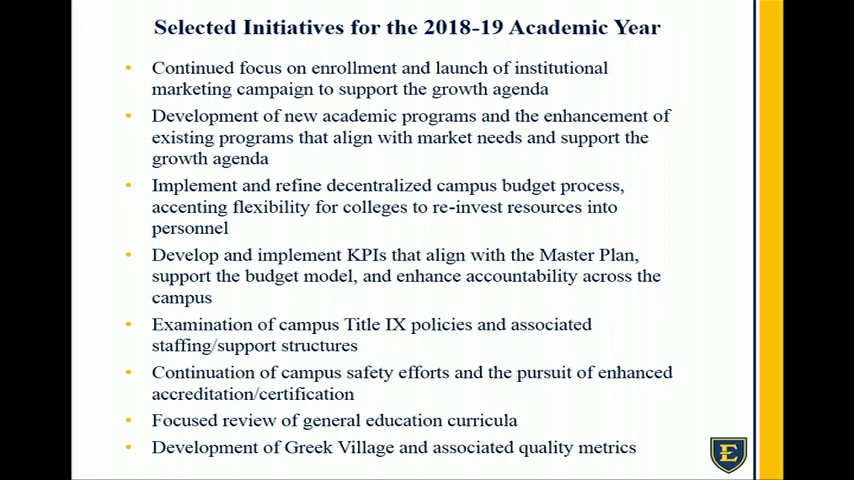 Selected Initiatives for the 2018-19 Academic Year
• Continued focus on enrollment and launch of institutional
marketing campaign to support the growth agenda
• Development of new academic programs and the enhancement of
existing programs that align with market needs and support the
growth agenda
• Implement and refine decentralized campus budget process,
accenting flexibility for colleges to re-invest resources into
personnel
• Develop and implement KPIs that align with the Master Plan,
support the budget model, and enhance accountability across the
campus
• Examination of campus Title IX policies and associated
staffing/support structures
• Continuation of campus safety efforts and the pursuit of enhanced
accreditation/certification
• Focused review of general education curricula
• Development of Greek Village and associated quality metrics
E